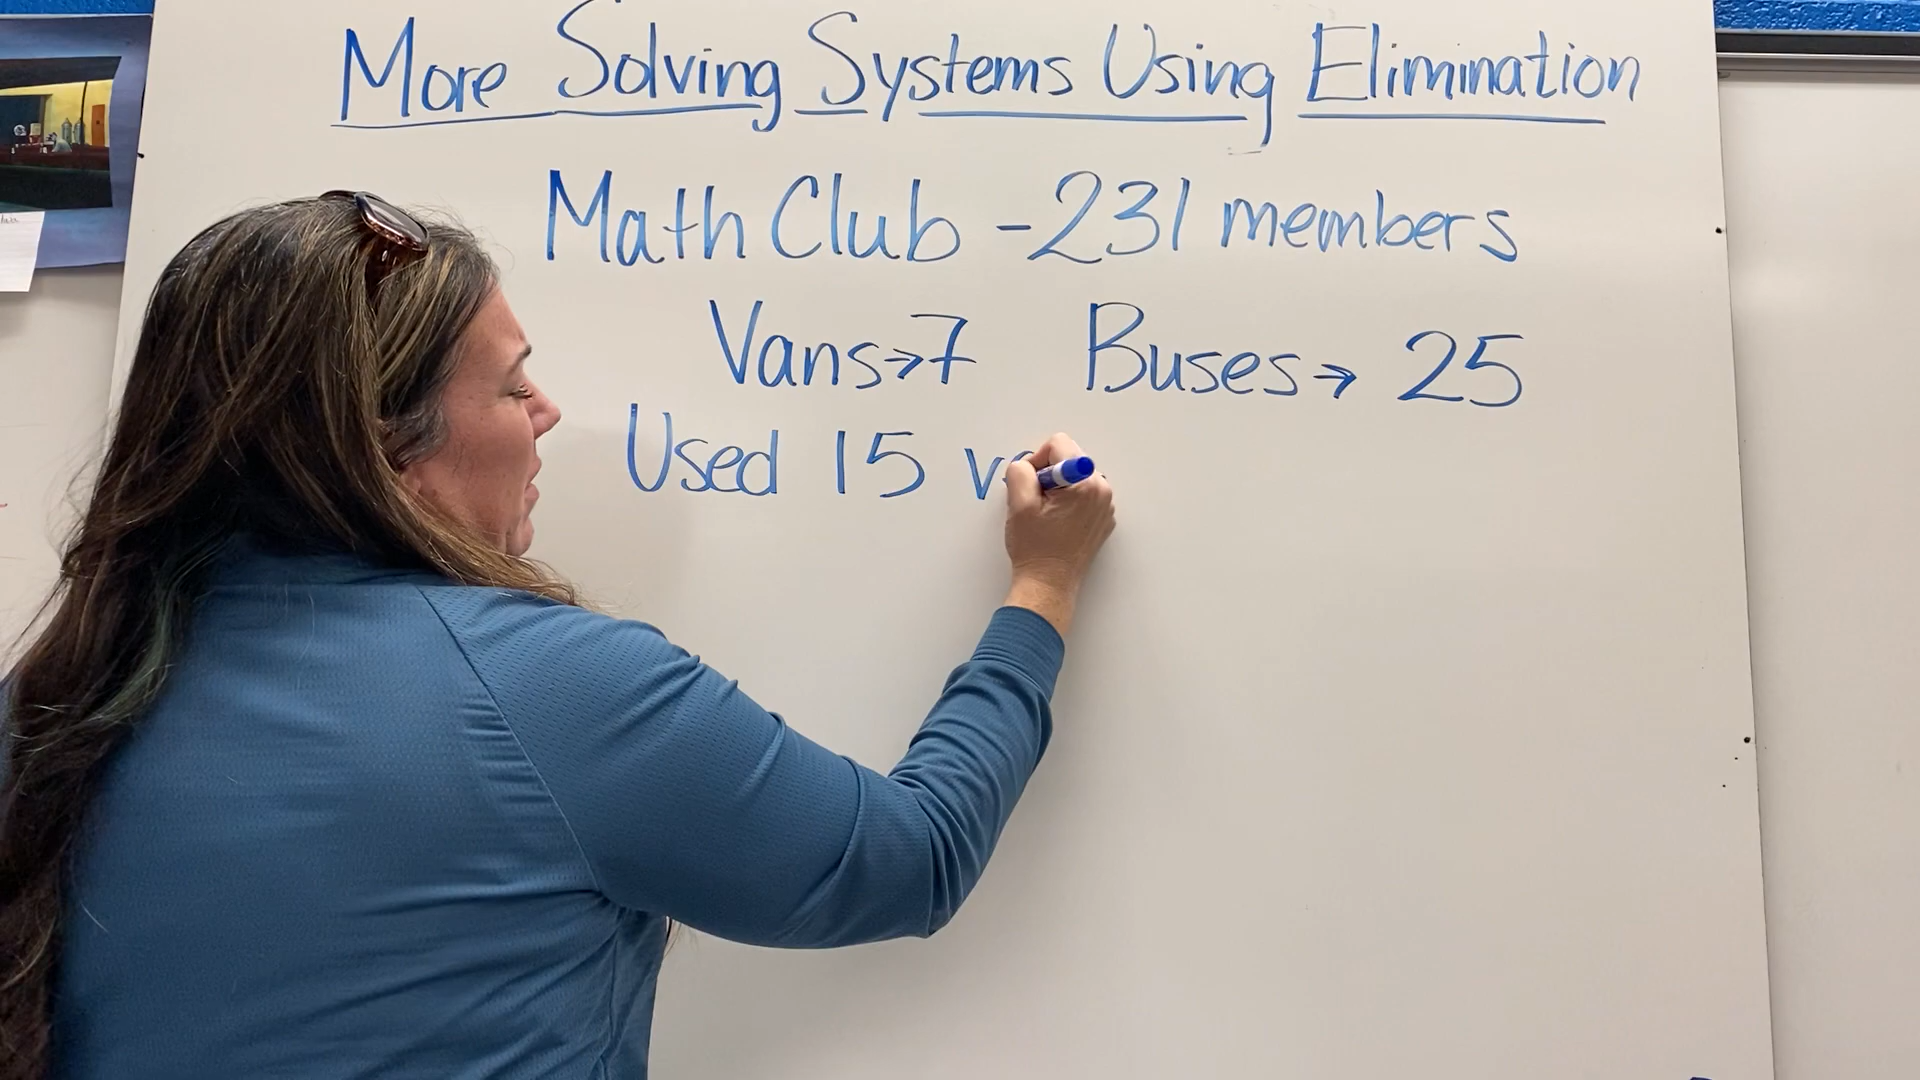 More Solving Systems Using Elimination
Math Club - 231 members
Vans → 7 Buses → 25
Used 15